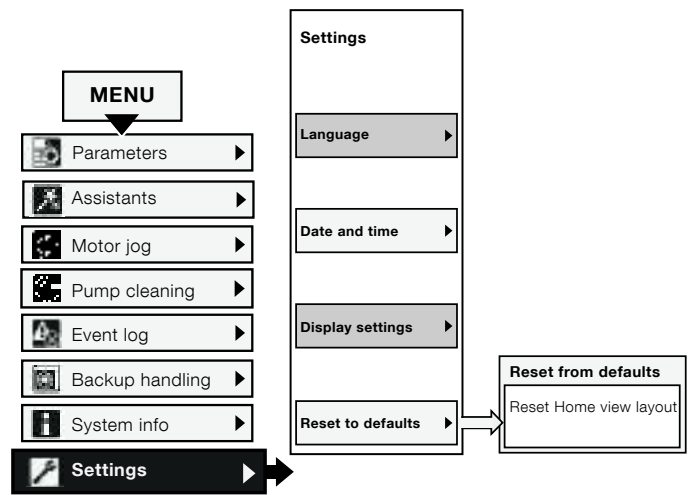 MENU
Parameters
Assistants
Motor jog
Pump cleaning
Event log
Backup handling
System info
Settings
Settings
Language
Date and time
Display settings
Reset to defaults
Reset from defaults
Reset Home view layout